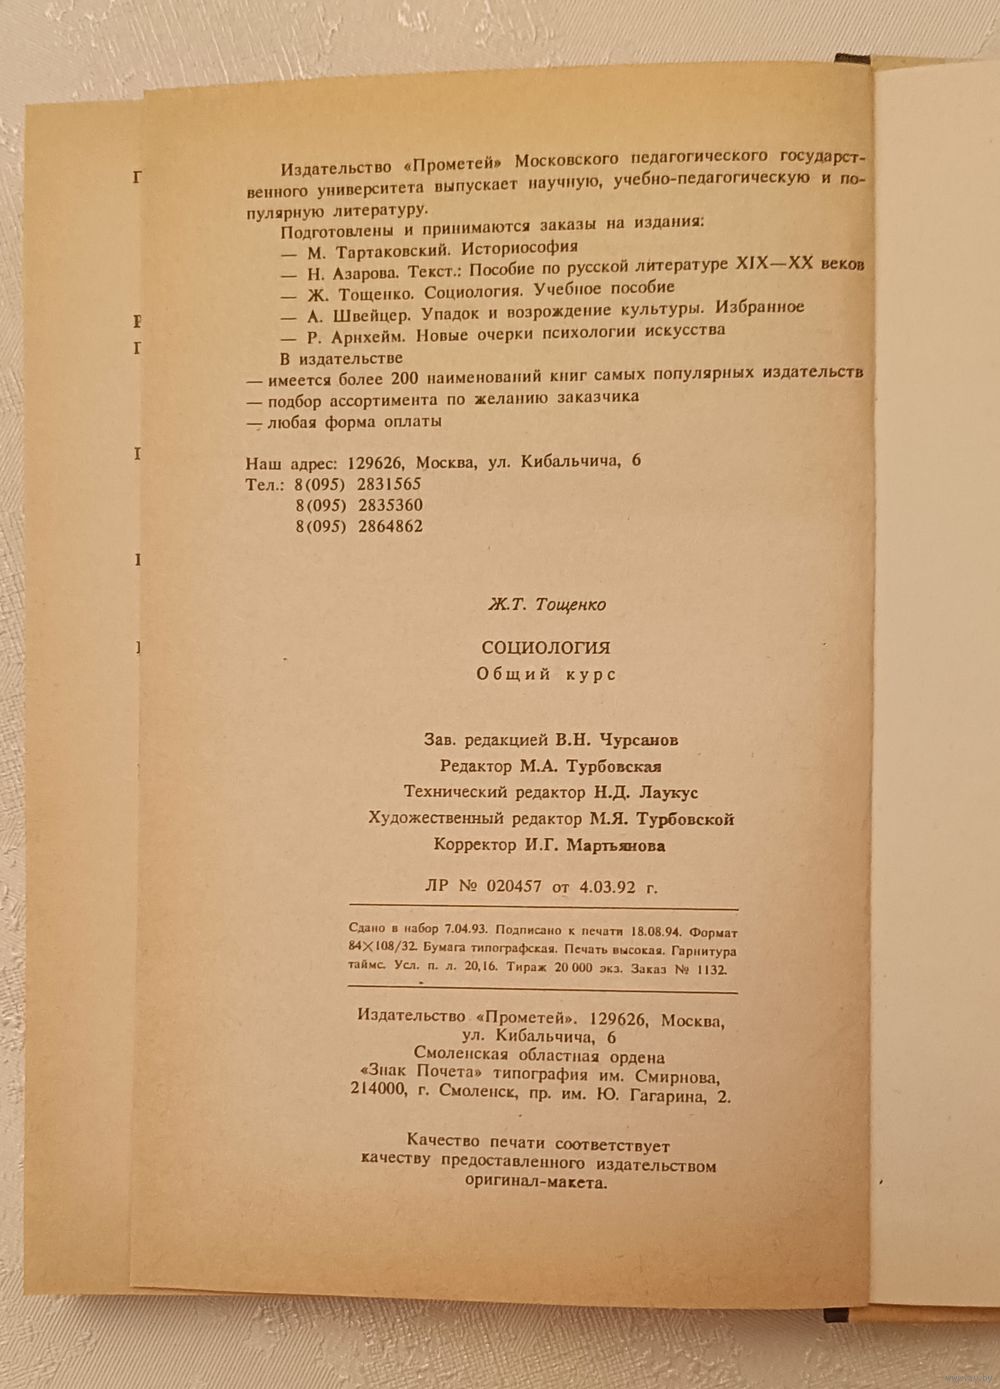 Издательство «Прометей» Московского педагогического государст-
венного университета выпускает научную, учебно-педагогическую и по-
пулярную литературу.
Подготовлены и принимаются заказы на издания:
— М. Тартаковский. Историософия
— Н. Азарова. Текст.: Пособие по русской литературе XIX—XX веков
— Ж. Тощенко. Социология. Учебное пособие
— А. Швейцер. Упадок и возрождение культуры. Избранное
— Р. Арнхейм. Новые очерки психологии искусства
В издательстве
— имеется более 200 наименований книг самых популярных издательств
— подбор ассортимента по желанию заказчика
— любая форма оплаты
Наш адрес: 129626, Москва, ул. Кибальчича, 6
Тел.: 8(095) 2831565
8(095) 2835360
8(095) 2864862
Ж.Т. Тощенко
СОЦИОЛОГИЯ
Общий курс
Зав. редакцией В.Н. Чурсанов
Редактор М.А. Турбовская
Технический редактор Н.Д. Лаукус
Художественный редактор М.Я. Турбовской
Корректор И.Г. Мартьянова
ЛР № 020457 от 4.03.92 г.
Сдано в набор 7.04.93. Подписано к печати 18.08.94. Формат
84×108/32. Бумага типографская. Печать высокая. Гарнитура
таймс. Усл. п. л. 20,16. Тираж 20 000 экз. Заказ № 1132.
Издательство «Прометей». 129626, Москва,
ул. Кибальчича, 6
Смоленская областная ордена
«Знак Почета» типография им. Смирнова,
214000, г. Смоленск, пр. им. Ю. Гагарина, 2.
Качество печати соответствует
качеству предоставленного издательством
оригинал-макета.